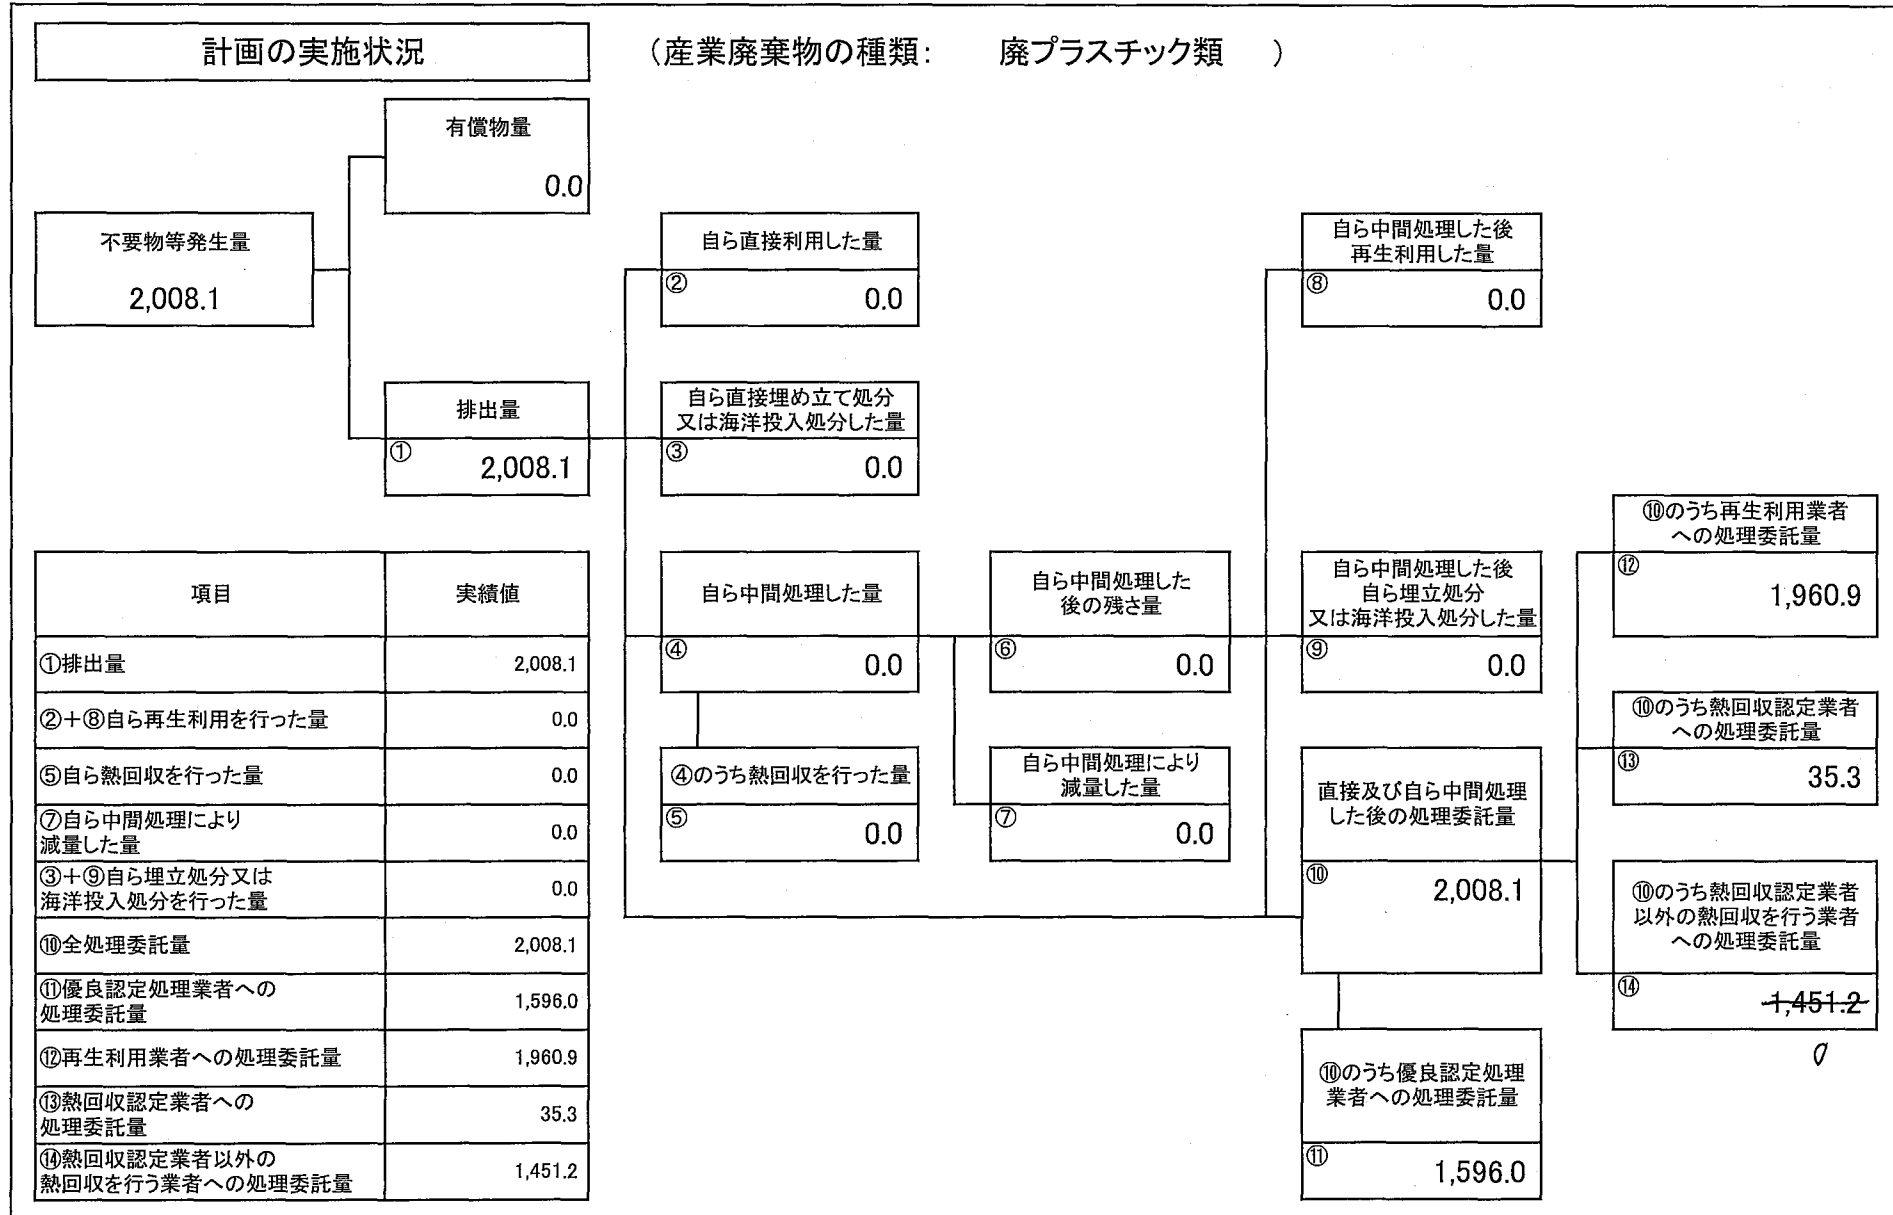 計画の実施状況
（産業廃棄物の種類： 廃プラスチック類 ）
有償物量
0.0
不要物等発生量
2,008.1
排出量
① 2,008.1
自ら直接利用した量
② 0.0
自ら直接埋め立て処分
又は海洋投入処分した量
③ 0.0
自ら中間処理した量
④ 0.0
④のうち熱回収を行った量
⑤ 0.0
自ら中間処理した
後の残さ量
⑥ 0.0
自ら中間処理により
減量した量
⑦ 0.0
自ら中間処理した後
再生利用した量
⑧ 0.0
自ら中間処理した後
自ら埋立処分
又は海洋投入処分した量
⑨ 0.0
直接及び自ら中間処理
した後の処理委託量
⑩ 2,008.1
⑩のうち優良認定処理
業者への処理委託量
⑪ 1,596.0
⑩のうち再生利用業者
への処理委託量
⑫ 1,960.9
⑩のうち熱回収認定業者
への処理委託量
⑬ 35.3
⑩のうち熱回収認定業者
以外の熱回収を行う業者
への処理委託量
⑭ 1,451.2
0
項目 実績値
①排出量 2,008.1
②＋⑧自ら再生利用を行った量 0.0
⑤自ら熱回収を行った量 0.0
⑦自ら中間処理により
減量した量 0.0
③＋⑨自ら埋立処分又は
海洋投入処分を行った量 0.0
⑩全処理委託量 2,008.1
⑪優良認定処理業者への
処理委託量 1,596.0
⑫再生利用業者への処理委託量 1,960.9
⑬熱回収認定業者への
処理委託量 35.3
⑭熱回収認定業者以外の
熱回収を行う業者への処理委託量 1,451.2